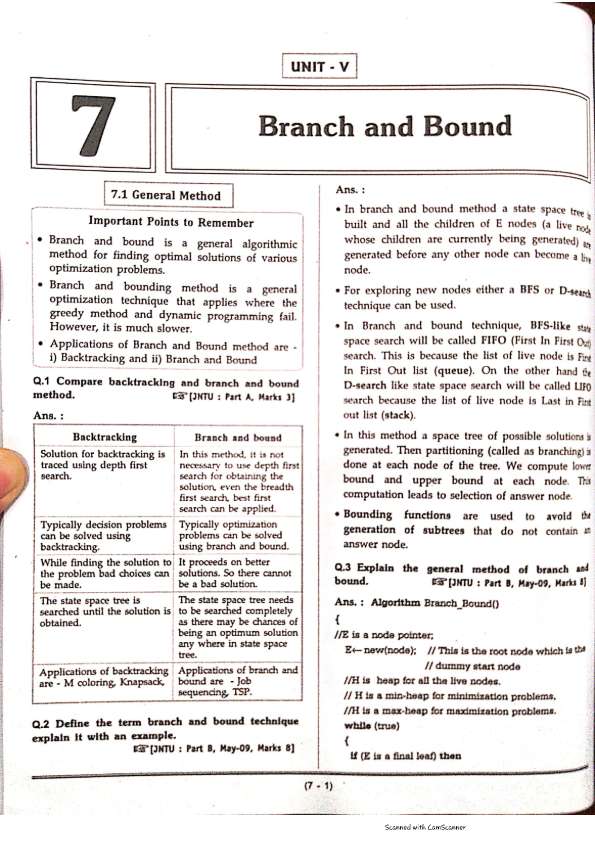 UNIT - V
7
Branch and Bound
7.1 General Method
Important Points to Remember
• Branch and bound is a general algorithmic
method for finding optimal solutions of various
optimization problems.
• Branch and bounding method is a general
optimization technique that applies where the
greedy method and dynamic programming fail.
However, it is much slower.
• Applications of Branch and Bound method are -
i) Backtracking and ii) Branch and Bound
Q.1 Compare backtracking and branch and bound
method. [JNTU : Part A, Marks 3]
Ans. :
Backtracking
Branch and bound
Solution for backtracking is
traced using depth first
search.
In this method, it is not
necessary to use depth first
search for obtaining the
solution, even the breadth
first search, best first
search can be applied.
Typically decision problems
can be solved using
backtracking.
Typically optimization
problems can be solved
using branch and bound.
While finding the solution to
the problem bad choices can
be made.
It proceeds on better
solutions. So there cannot
be a bad solution.
The state space tree is
searched until the solution is
obtained.
The state space tree needs
to be searched completely
as there may be chances of
being an optimum solution
any where in state space
tree.
Applications of backtracking
are - M coloring, Knapsack.
Applications of branch and
bound are - Job
sequencing, TSP.
Q.2 Define the term branch and bound technique
explain it with an example.
[JNTU : Part B, May-09, Marks 8]
Ans. :
• In branch and bound method a state space tree is
built and all the children of E nodes (a live node
whose children are currently being generated) are
generated before any other node can become a live
node.
• For exploring new nodes either a BFS or D-search
technique can be used.
• In Branch and bound technique, BFS-like state
space search will be called FIFO (First In First Out)
search. This is because the list of live node is First
In First Out list (queue). On the other hand the
D-search like state space search will be called LIFO
search because the list of live node is Last in First
out list (stack).
• In this method a space tree of possible solutions is
generated. Then partitioning (called as branching) is
done at each node of the tree. We compute lower
bound and upper bound at each node. This
computation leads to selection of answer node.
• Bounding functions are used to avoid the
generation of subtrees that do not contain an
answer node.
Q.3 Explain the general method of branch and
bound. [JNTU : Part B, May-09, Marks 8]
Ans. : Algorithm Branch_Bound()
{
//E is a node pointer;
E← new(node); // This is the root node which is the
// dummy start node
//H is heap for all the live nodes.
// H is a min-heap for minimization problems,
//H is a max-heap for maximization problems.
while (true)
{
if (E is a final leaf) then
(7 - 1)
Scanned with CamScanner